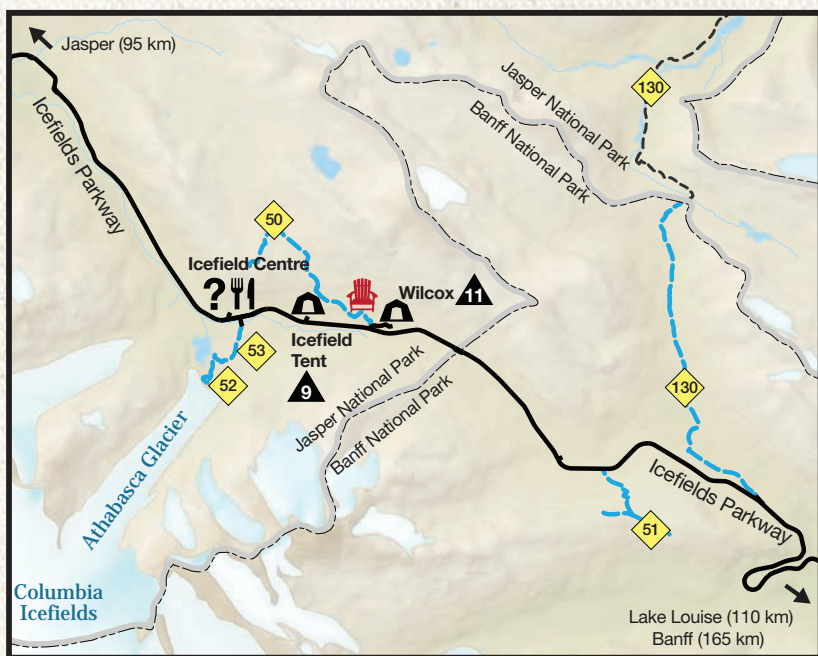 Jasper (95 km)
Icefields Parkway
130
Jasper National Park
Banff National Park
50
Icefield Centre
?
Wilcox
11
Icefield
Tent
9
53
52
Jasper National Park
Banff National Park
Athabasca Glacier
130
Icefields Parkway
51
Columbia
Icefields
Lake Louise (110 km)
Banff (165 km)